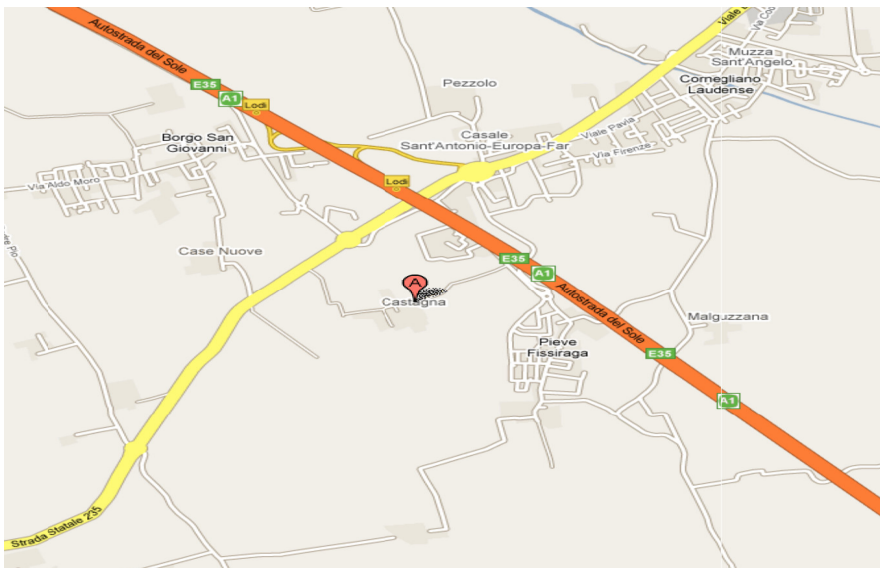 Autostrada del Sole
E35
A1
Lodi
Pezzolo
Muzza
Sant'Angelo
Cornegliano
Laudense
Borgo San
Giovanni
Casale
Sant'Antonio-Europa-Far
Viale Pavia
Via Firenze
Via Aldo Moro
Lodi
Case Nuove
E35
A1
A
Castagna
Autostrada del Sole
Malguzzana
Pieve
Fissiraga
E35
A1
Strada Statale 235